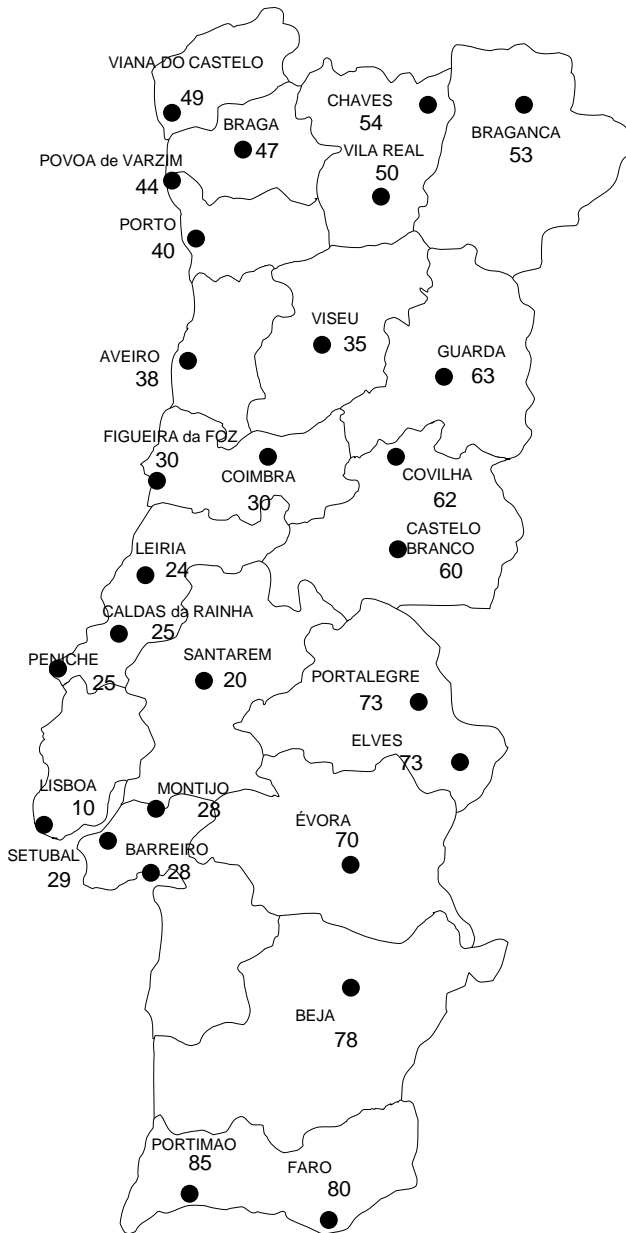 VIANA DO CASTELO
49
CHAVES
54
BRAGANCA
53
BRAGA
47
VILA REAL
50
POVOA de VARZIM
44
PORTO
40
VISEU
35
AVEIRO
38
GUARDA
63
FIGUEIRA da FOZ
30
COIMBRA
30
COVILHA
62
CASTELO
BRANCO
60
LEIRIA
24
CALDAS da RAINHA
25
PENICHE
25
SANTAREM
20
PORTALEGRE
73
ELVES
73
LISBOA
10
MONTIJO
28
ÉVORA
70
SETUBAL
29
BARREIRO
28
BEJA
78
PORTIMAO
85
FARO
80